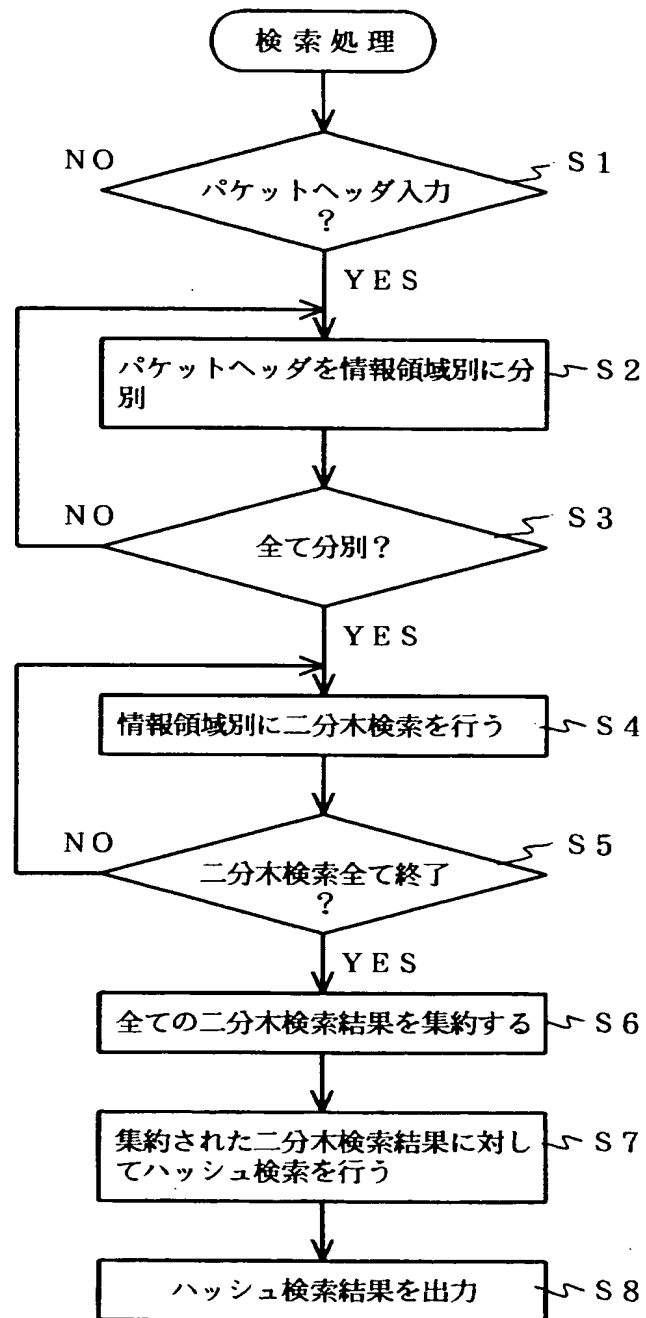 検索処理
NO
S1
パケットヘッダ入力
?
YES
パケットヘッダを情報領域別に分
別
S2
NO
S3
全て分別?
YES
情報領域別に二分木検索を行う
S4
NO
S5
二分木検索全て終了
?
YES
全ての二分木検索結果を集約する
S6
集約された二分木検索結果に対し
てハッシュ検索を行う
S7
ハッシュ検索結果を出力
S8